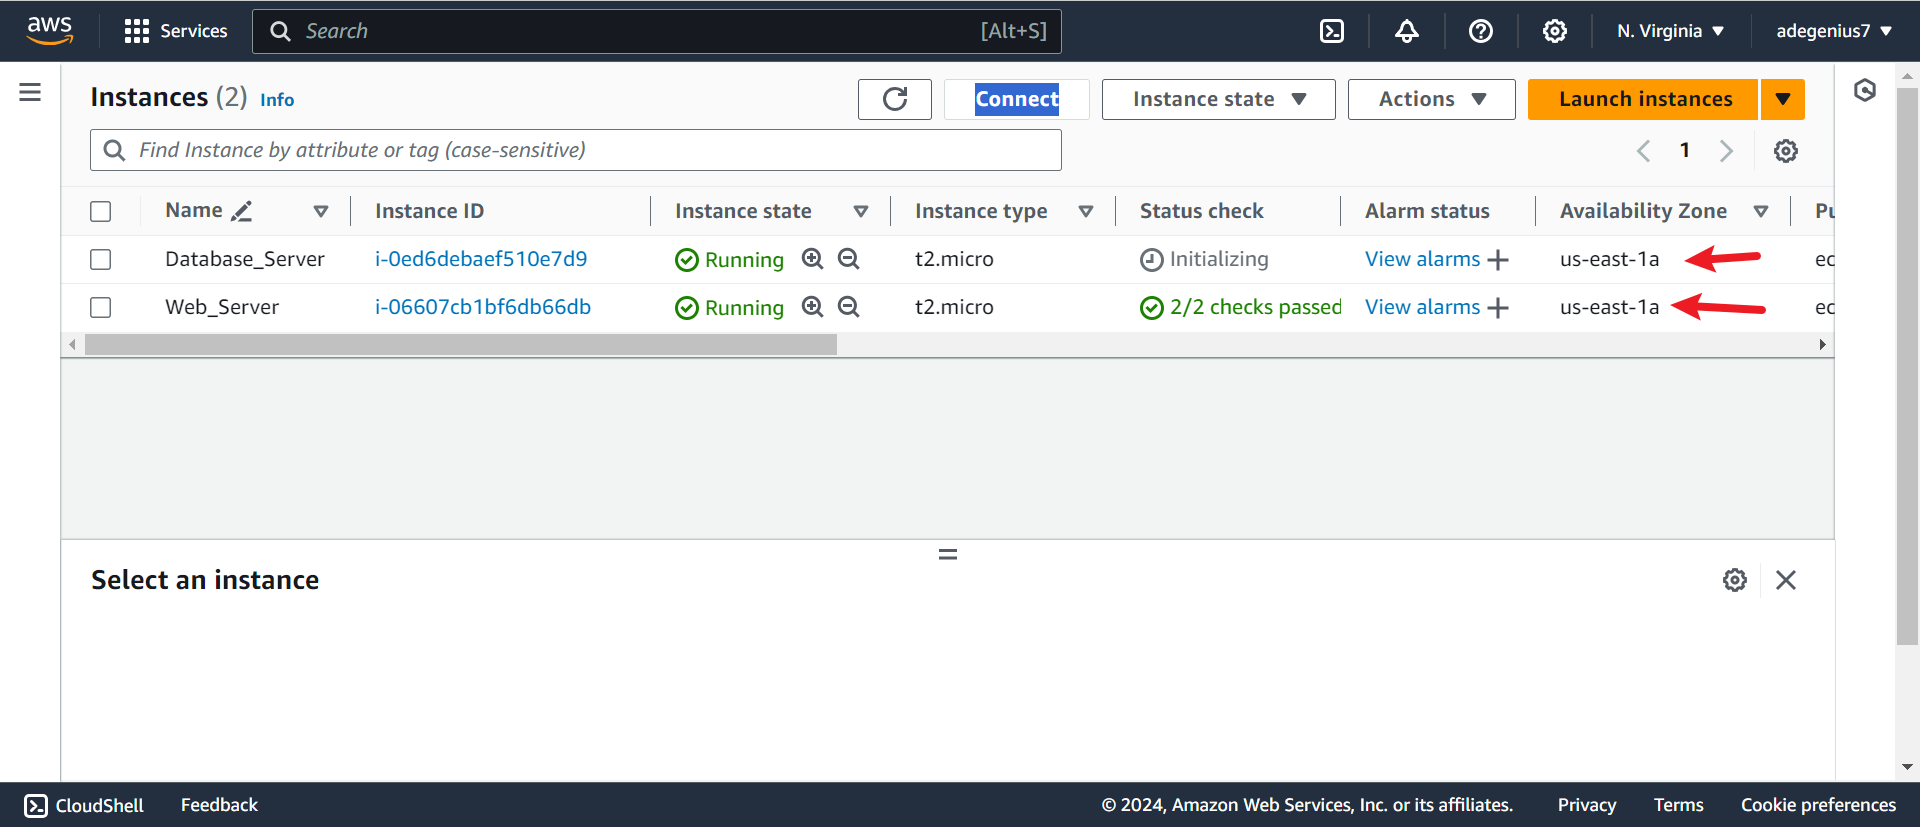 aws Services Search [Alt+S] N. Virginia adegenius7
Instances (2) Info Connect Instance state Actions Launch instances
Find Instance by attribute or tag (case-sensitive) 1
Name Instance ID Instance state Instance type Status check Alarm status Availability Zone Pu
Database_Server i-0ed6debaef510e7d9 Running t2.micro Initializing View alarms us-east-1a ec
Web_Server i-06607cb1bf6db66db Running t2.micro 2/2 checks passed View alarms us-east-1a ec
Select an instance
CloudShell Feedback © 2024, Amazon Web Services, Inc. or its affiliates. Privacy Terms Cookie preferences